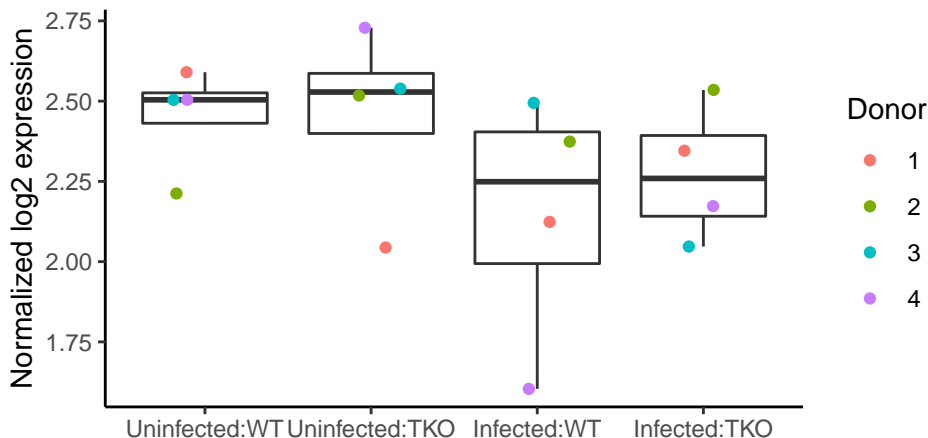 Normalized log2 expression
2.75
2.50
2.25
2.00
1.75
Uninfected:WT
Uninfected:TKO
Infected:WT
Infected:TKO
Donor
1
2
3
4